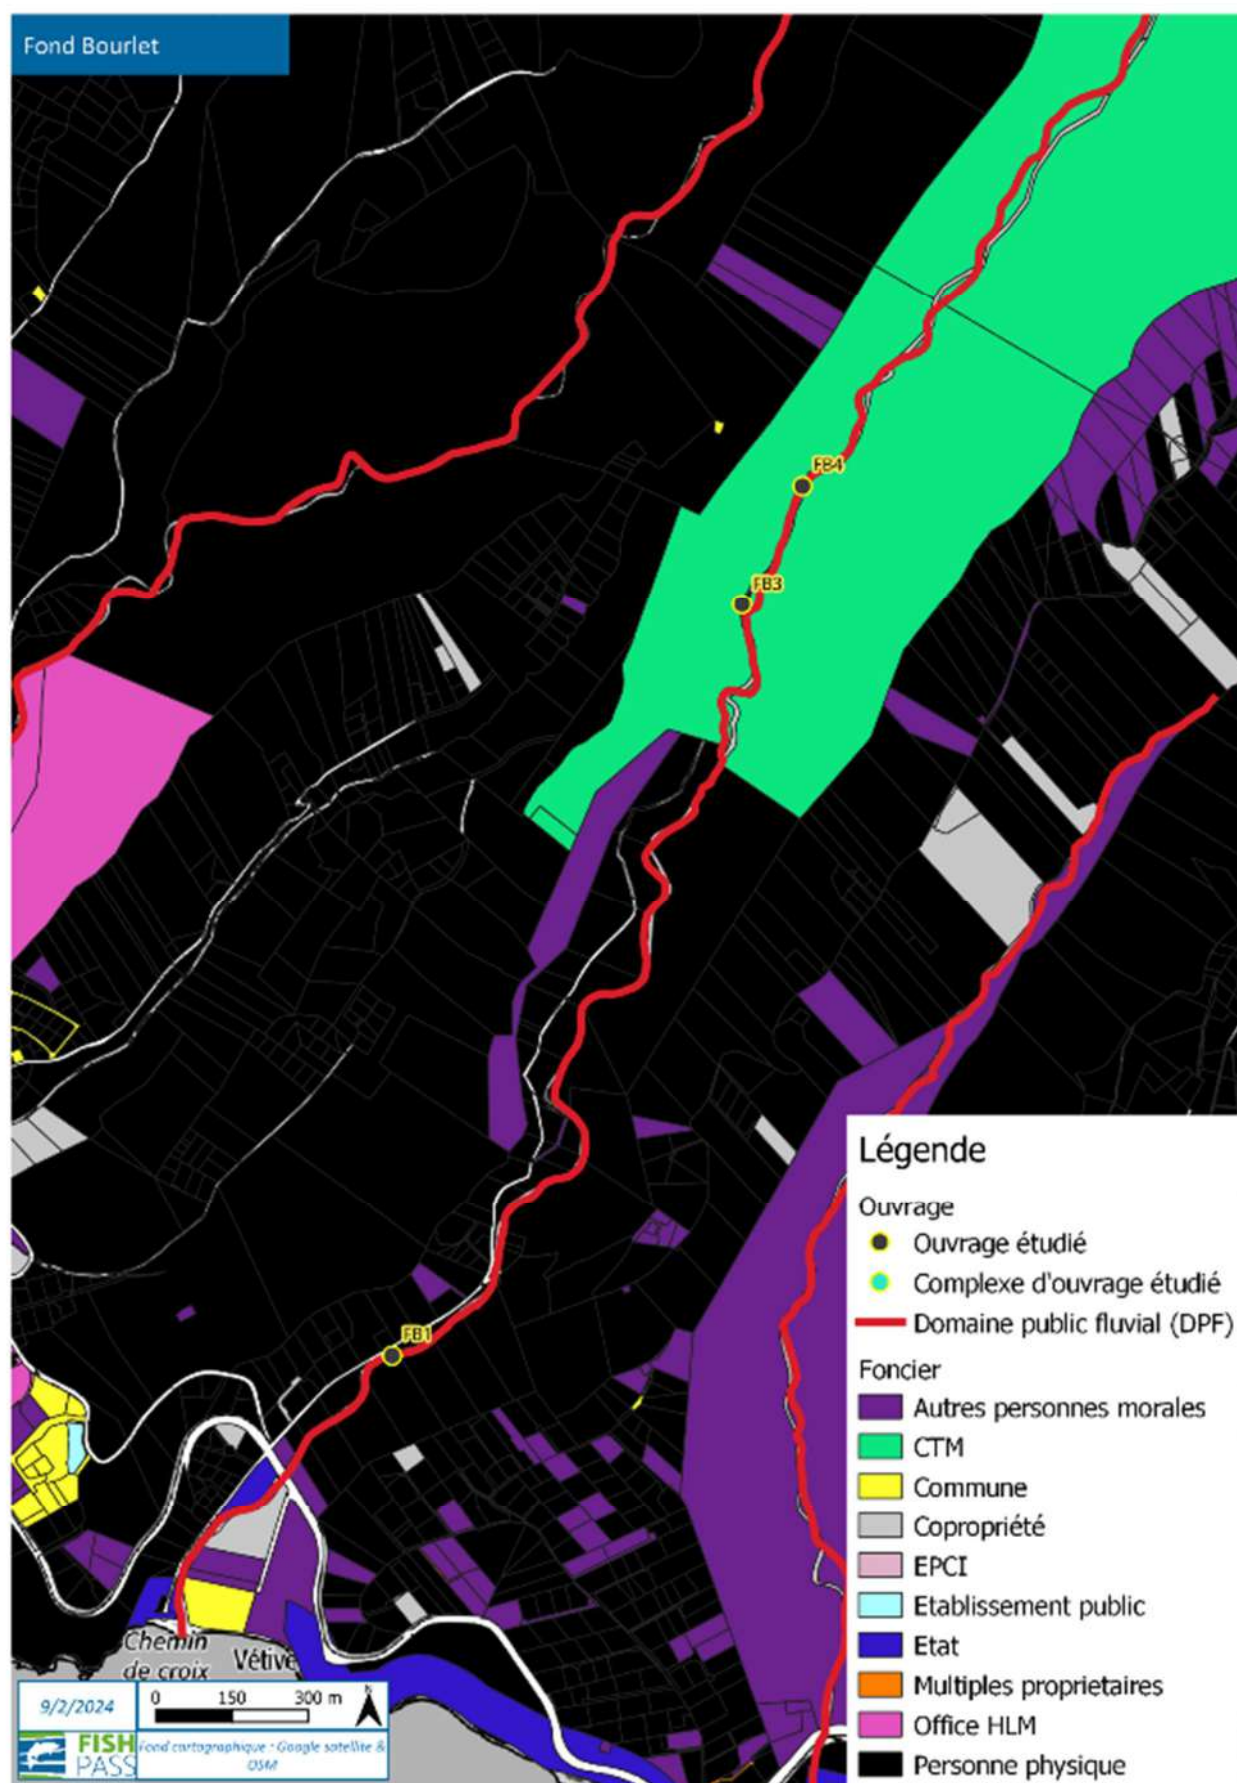 Fond Bourlet
FB4
FB3
FB1
Chemin
de croix
Vétive
9/2/2024
0 150 300 m
N
FISH
PASS
Fond cartographique : Google satellite &
OSM
Légende
Ouvrage
Ouvrage étudié
Complexe d'ouvrage étudié
Domaine public fluvial (DPF)
Foncier
Autres personnes morales
CTM
Commune
Copropriété
EPCI
Etablissement public
Etat
Multiples proprietaires
Office HLM
Personne physique